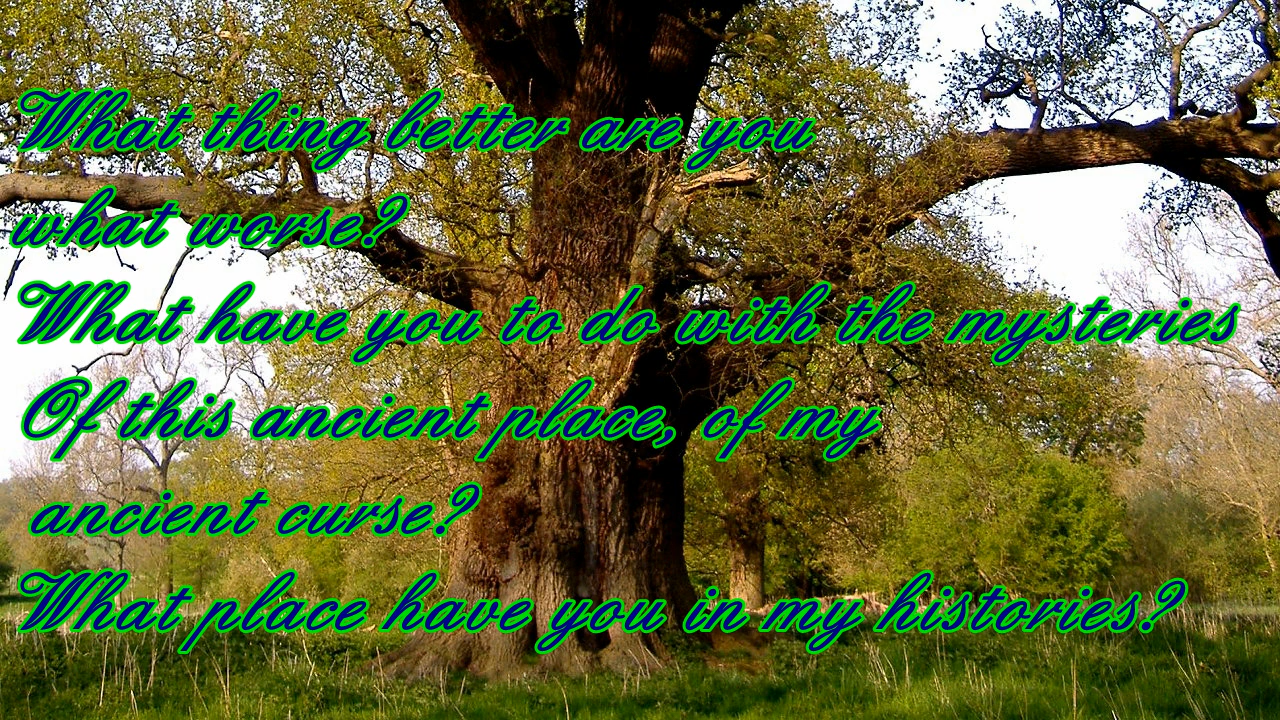 What thing better are you
what worse?
What have you to do with the mysteries
Of this ancient place, of my
ancient curse?
What place have you in my histories?